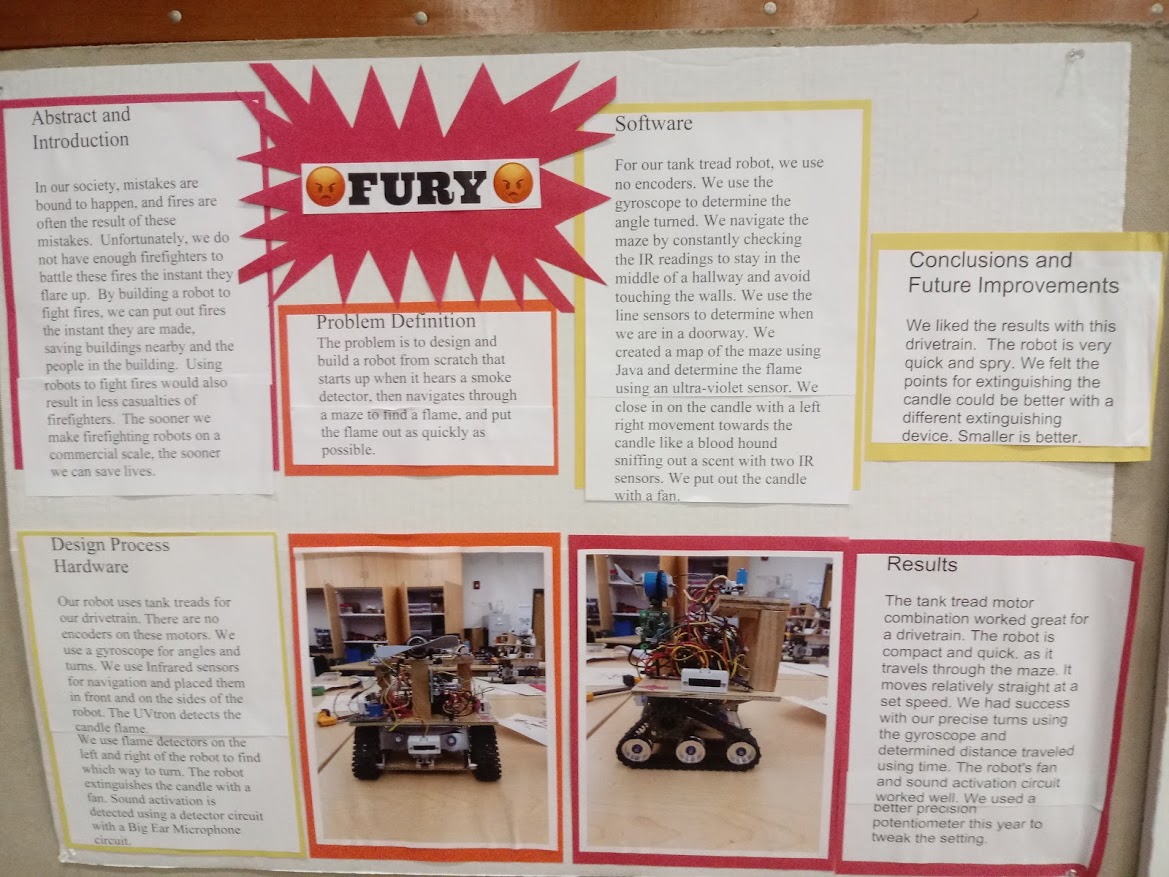 Abstract and
Introduction
In our society, mistakes are
bound to happen, and fires are
often the result of these
mistakes. Unfortunately, we do
not have enough firefighters to
battle these fires the instant they
flare up. By building a robot to
fight fires, we can put out fires
the instant they are made,
saving buildings nearby and the
people in the building. Using
robots to fight fires would also
result in less casualties of
firefighters. The sooner we
make firefighting robots on a
commercial scale, the sooner
we can save lives.
😡FURY😡
Problem Definition
The problem is to design and
build a robot from scratch that
starts up when it hears a smoke
detector, then navigates through
a maze to find a flame, and put
the flame out as quickly as
possible.
Software
For our tank tread robot, we use
no encoders. We use the
gyroscope to determine the
angle turned. We navigate the
maze by constantly checking
the IR readings to stay in the
middle of a hallway and avoid
touching the walls. We use the
line sensors to determine when
we are in a doorway. We
created a map of the maze using
Java and determine the flame
using an ultra-violet sensor. We
close in on the candle with a left
right movement towards the
candle like a blood hound
sniffing out a scent with two IR
sensors. We put out the candle
with a fan.
Conclusions and
Future Improvements
We liked the results with this
drivetrain. The robot is very
quick and spry. We felt the
points for extinguishing the
candle could be better with a
different extinguishing
device. Smaller is better.
Design Process
Hardware
Our robot uses tank treads for
our drivetrain. There are no
encoders on these motors. We
use a gyroscope for angles and
turns. We use Infrared sensors
for navigation and placed them
in front and on the sides of the
robot. The UVtron detects the
candle flame.
We use flame detectors on the
left and right of the robot to find
which way to turn. The robot
extinguishes the candle with a
fan. Sound activation is
detected using a detector circuit
with a Big Ear Microphone
circuit.
Results
The tank tread motor
combination worked great for
a drivetrain. The robot is
compact and quick. as it
travels through the maze. It
moves relatively straight at a
set speed. We had success
with our precise turns using
the gyroscope and
determined distance traveled
using time. The robot's fan
and sound activation circuit
worked well. We used a
better precision
potentiometer this year to
tweak the setting.